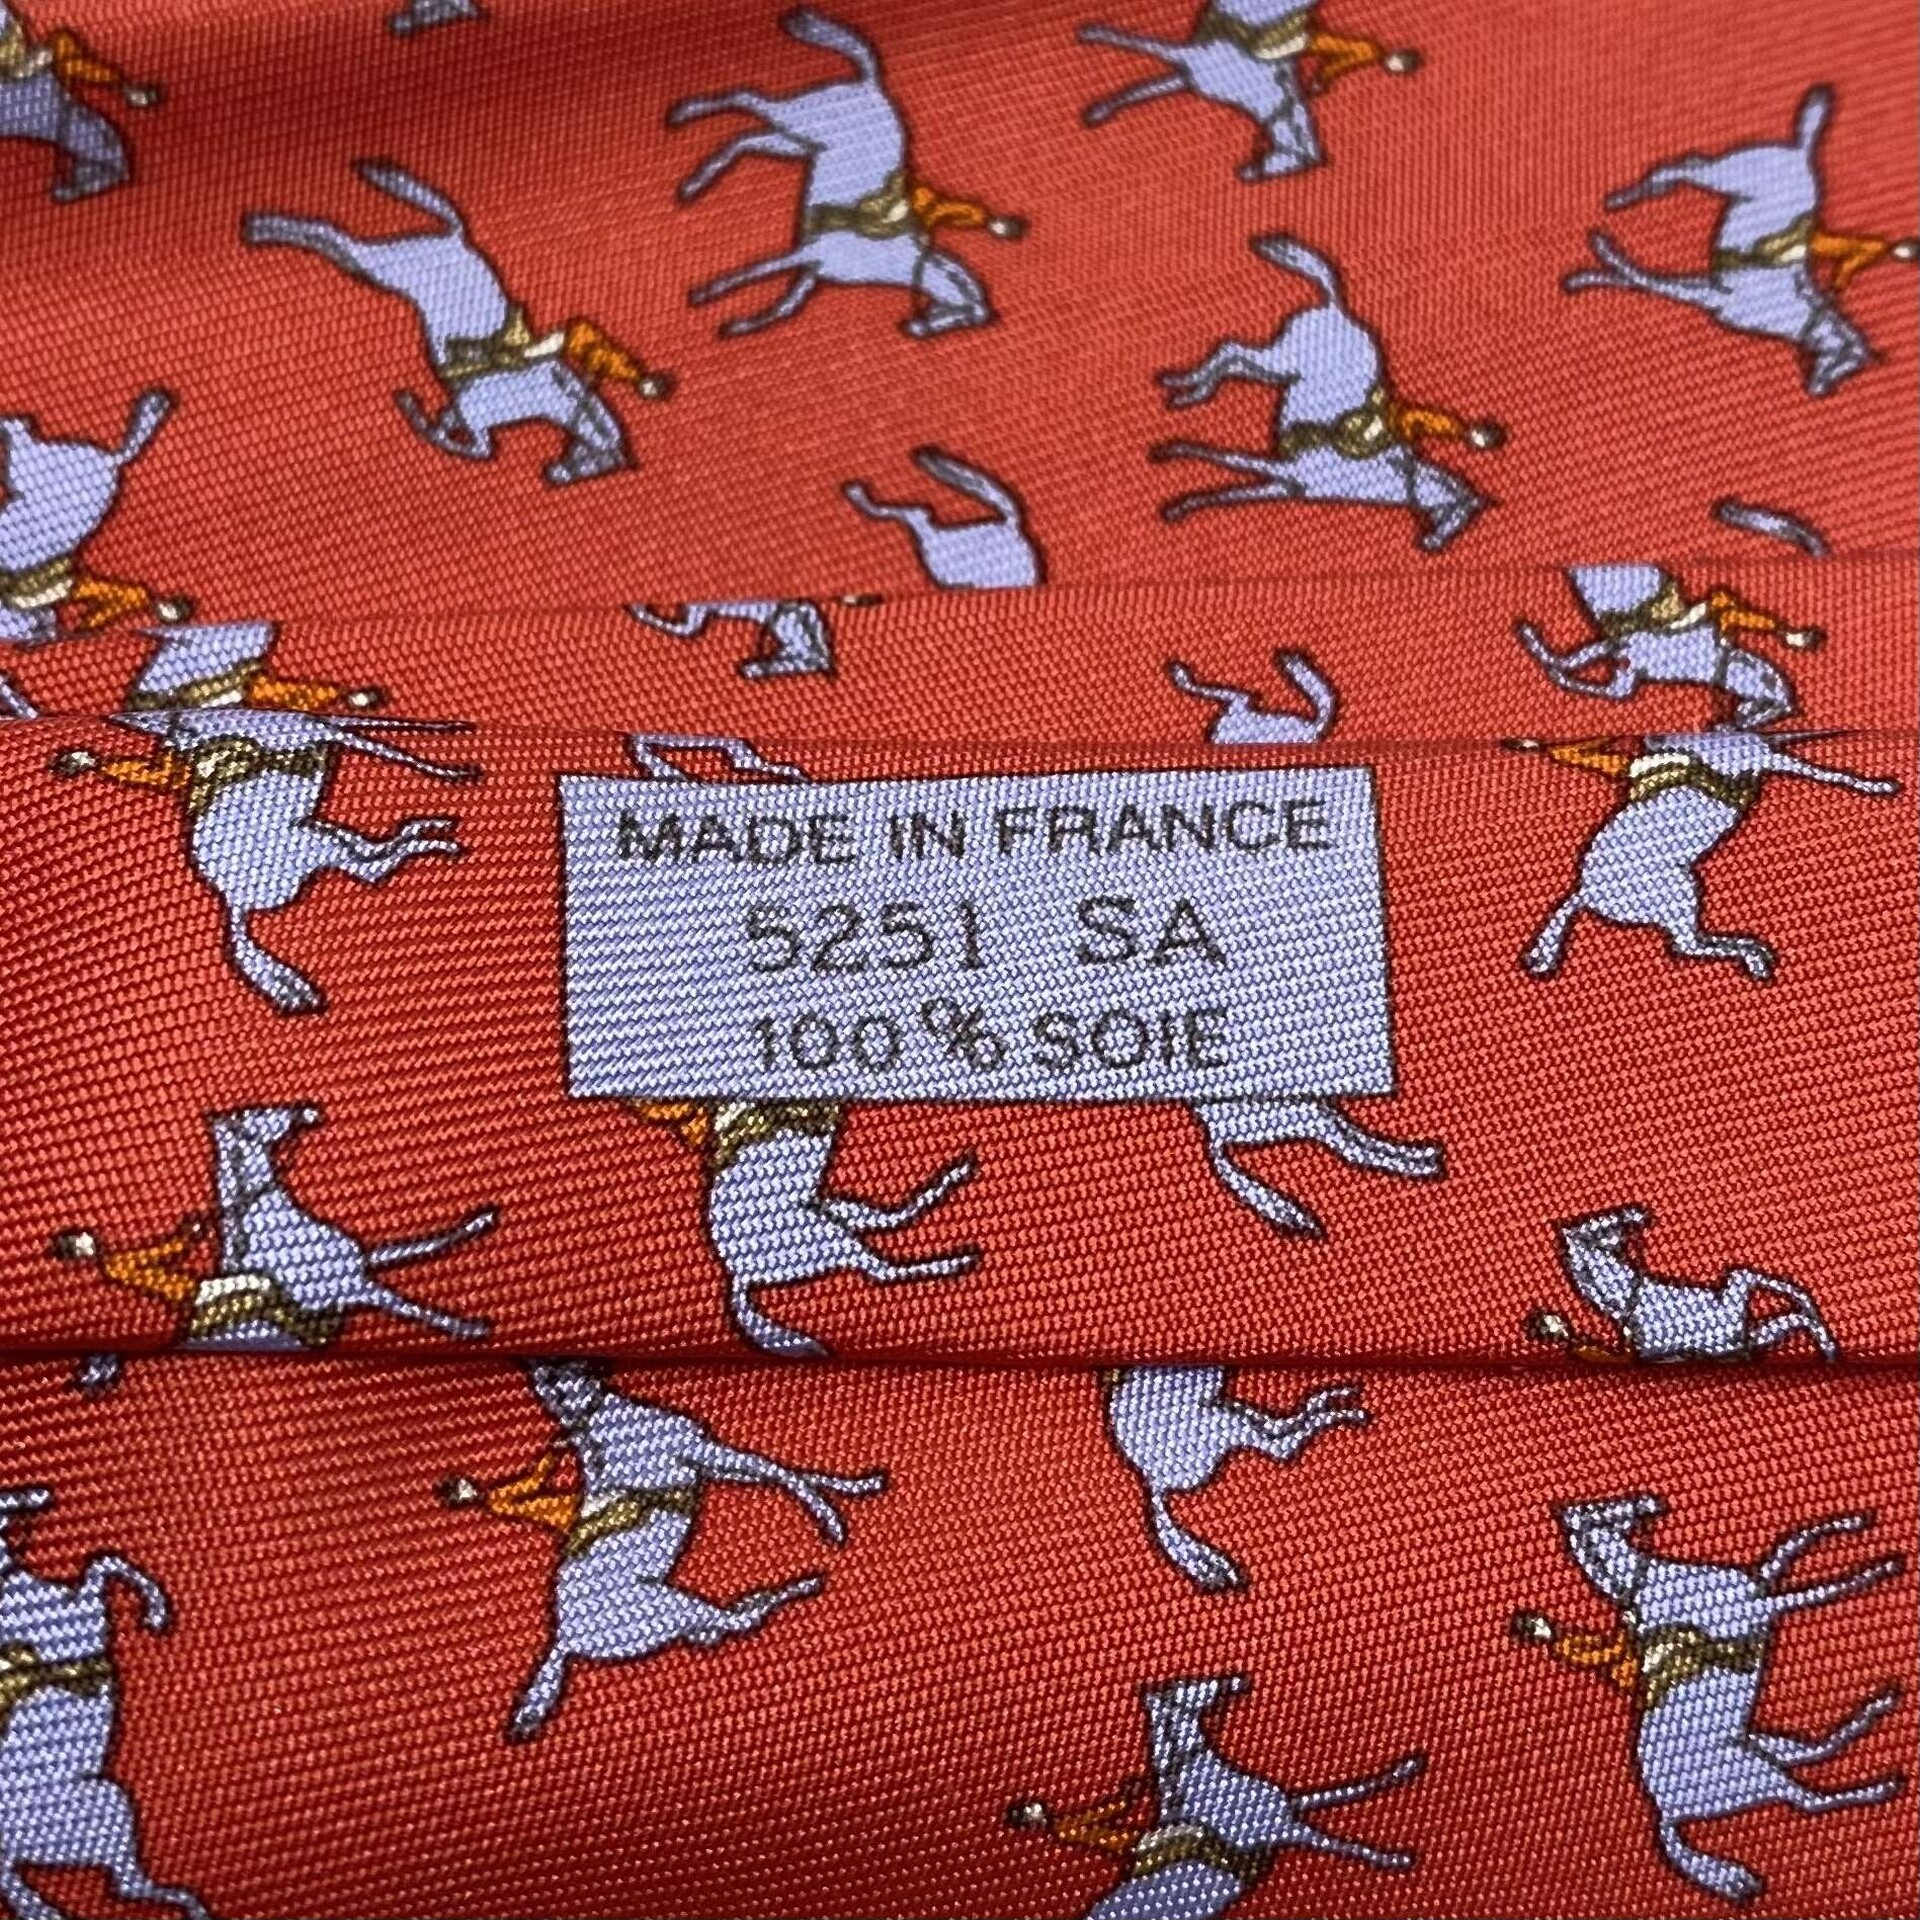 MADE IN FRANCE
5251 SA
100% SOIE